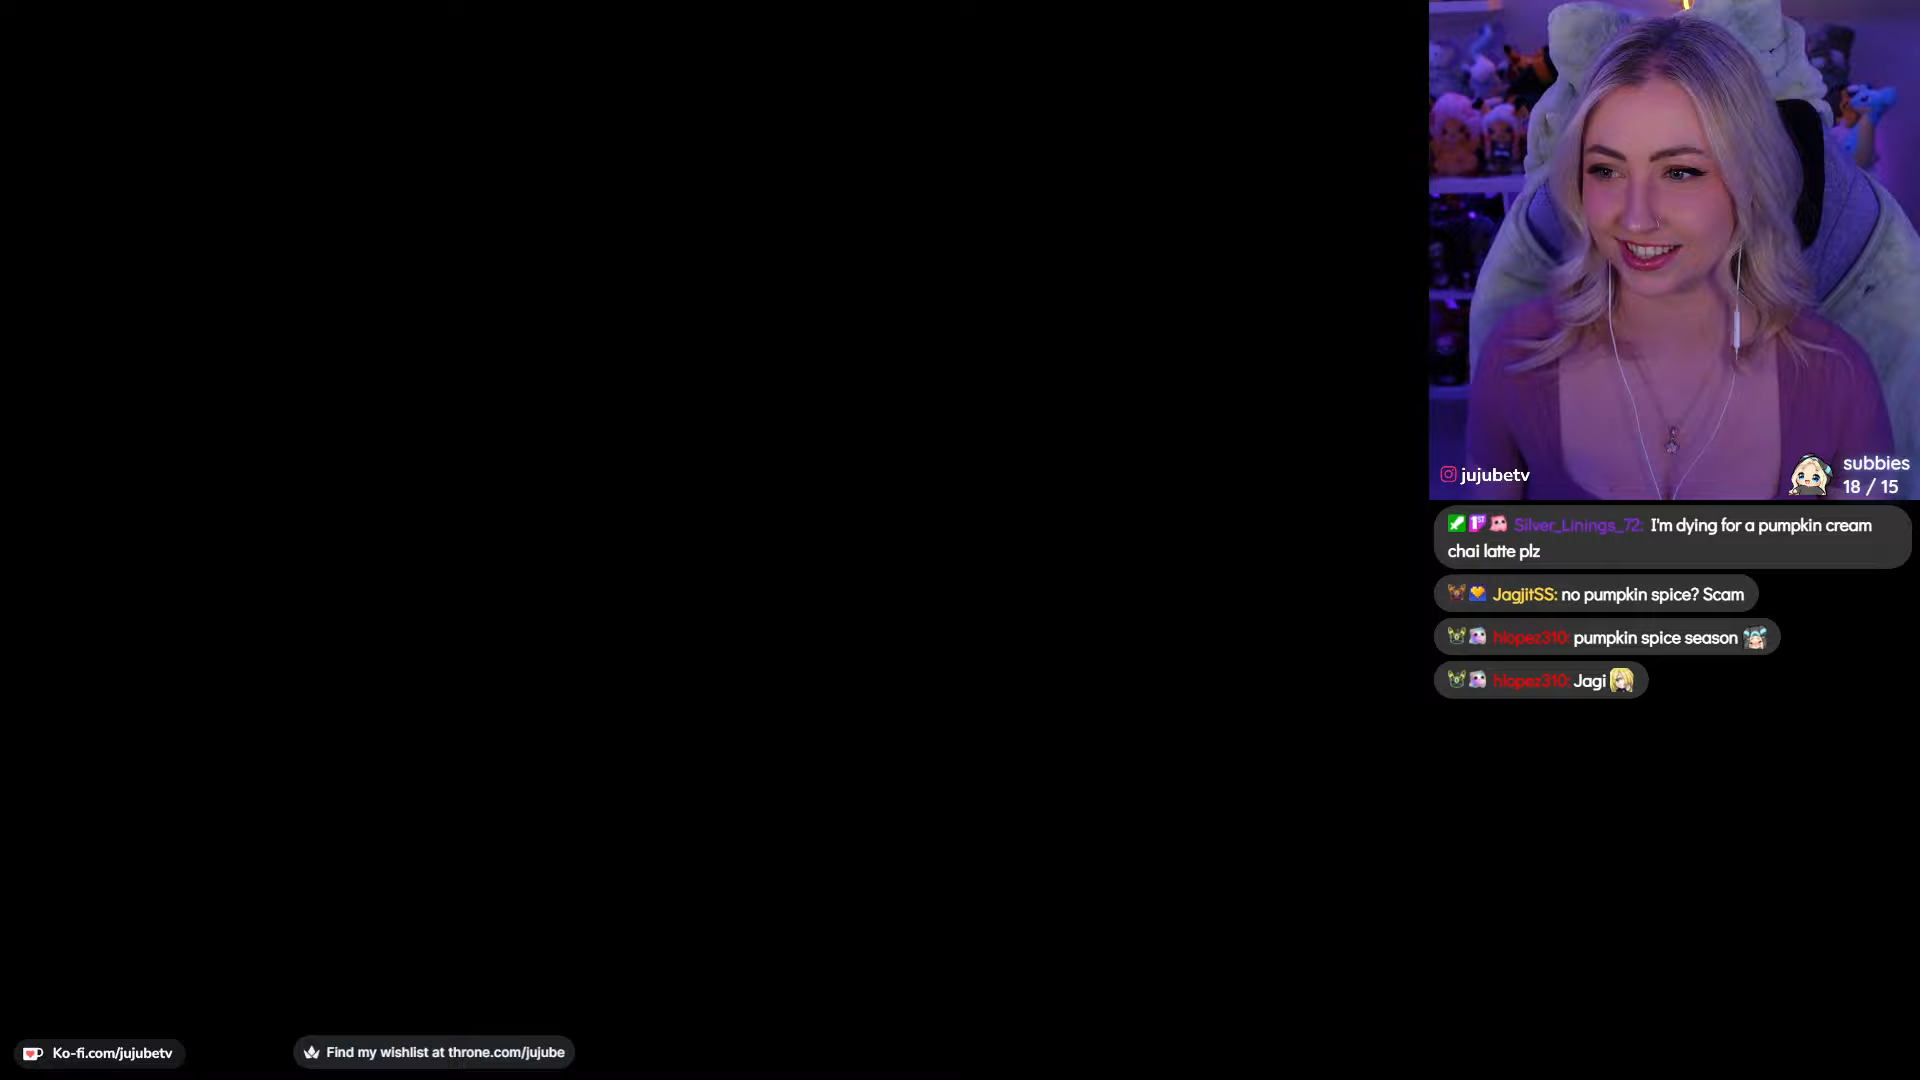 jujubetv
subbies
18 / 15
Silver_Linings_72: I'm dying for a pumpkin cream
chai latte plz
JagjitSS: no pumpkin spice? Scam
hlopez310: pumpkin spice season
hlopez310: Jagi
Ko-fi.com/jujubetv
Find my wishlist at throne.com/jujube